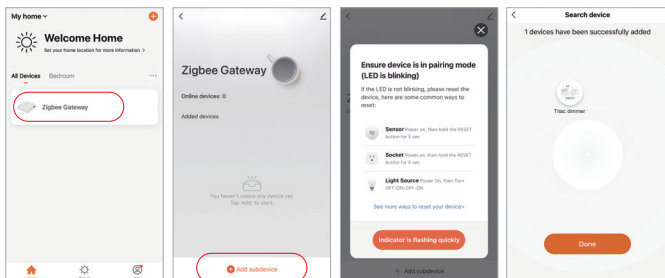 My home
Welcome Home
Set your home location for more information >
All Devices Bedroom
Zigbee Gateway
Zigbee Gateway
Online devices: 0
Added devices
You haven't create any device yet.
Tap "Add" to start.
Add subdevice
Ensure device is in pairing mode
(LED is blinking)
If the LED is not blinking, please reset the
device, here are some common ways to
reset:
Sensor Power on, then hold the RESET
button for 5 sec
Socket Power on, then hold the RESET
button for 5 sec
Light Source Power On, then Turn
OFF-ON-OFF-ON
See more ways to reset your device>
Indicator is flashing quickly
+ Add subdevice
Search device
1 devices have been successfully added
Triac dimmer
Done